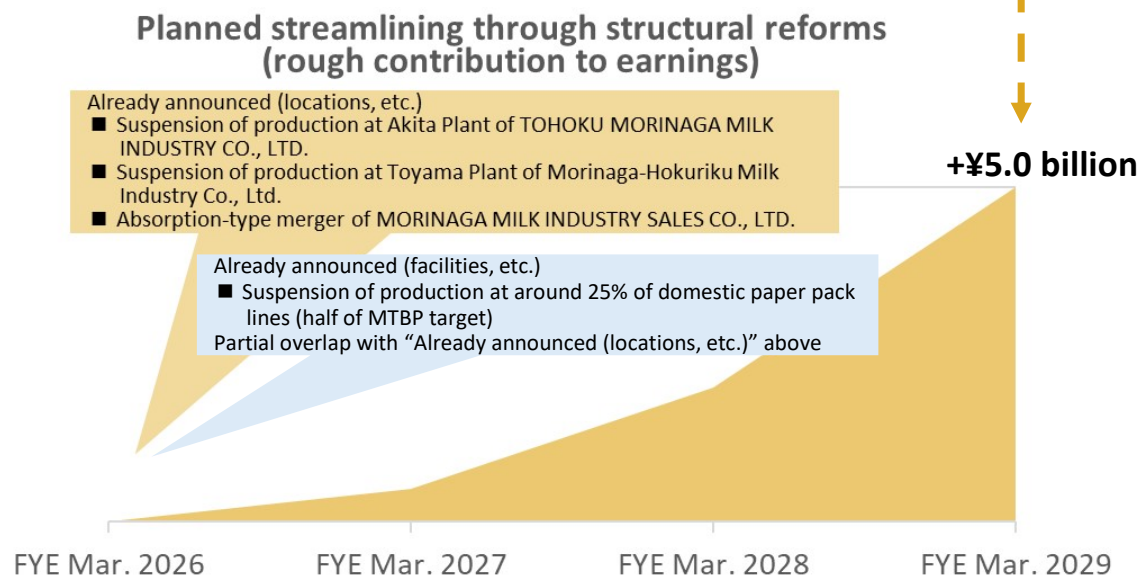 Planned streamlining through structural reforms
(rough contribution to earnings)
Already announced (locations, etc.)
■ Suspension of production at Akita Plant of TOHOKU MORINAGA MILK
INDUSTRY CO., LTD.
■ Suspension of production at Toyama Plant of Morinaga-Hokuriku Milk
Industry Co., Ltd.
■ Absorption-type merger of MORINAGA MILK INDUSTRY SALES CO., LTD.
+¥5.0 billion
Already announced (facilities, etc.)
■ Suspension of production at around 25% of domestic paper pack
lines (half of MTBP target)
Partial overlap with “Already announced (locations, etc.)” above
FYE Mar. 2026
FYE Mar. 2027
FYE Mar. 2028
FYE Mar. 2029